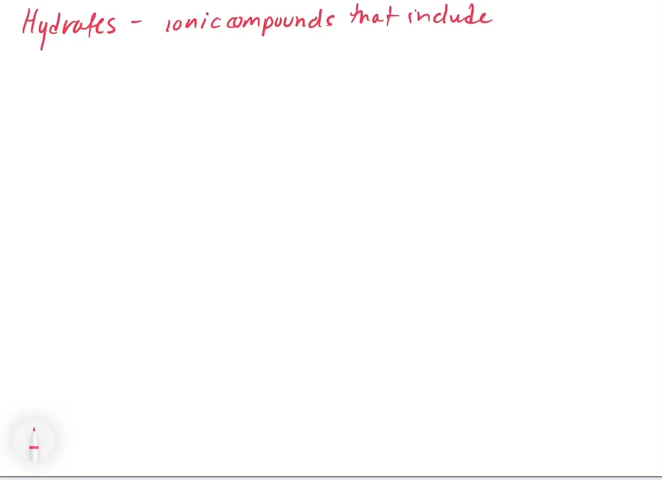 Hydrates - ionic compounds that include